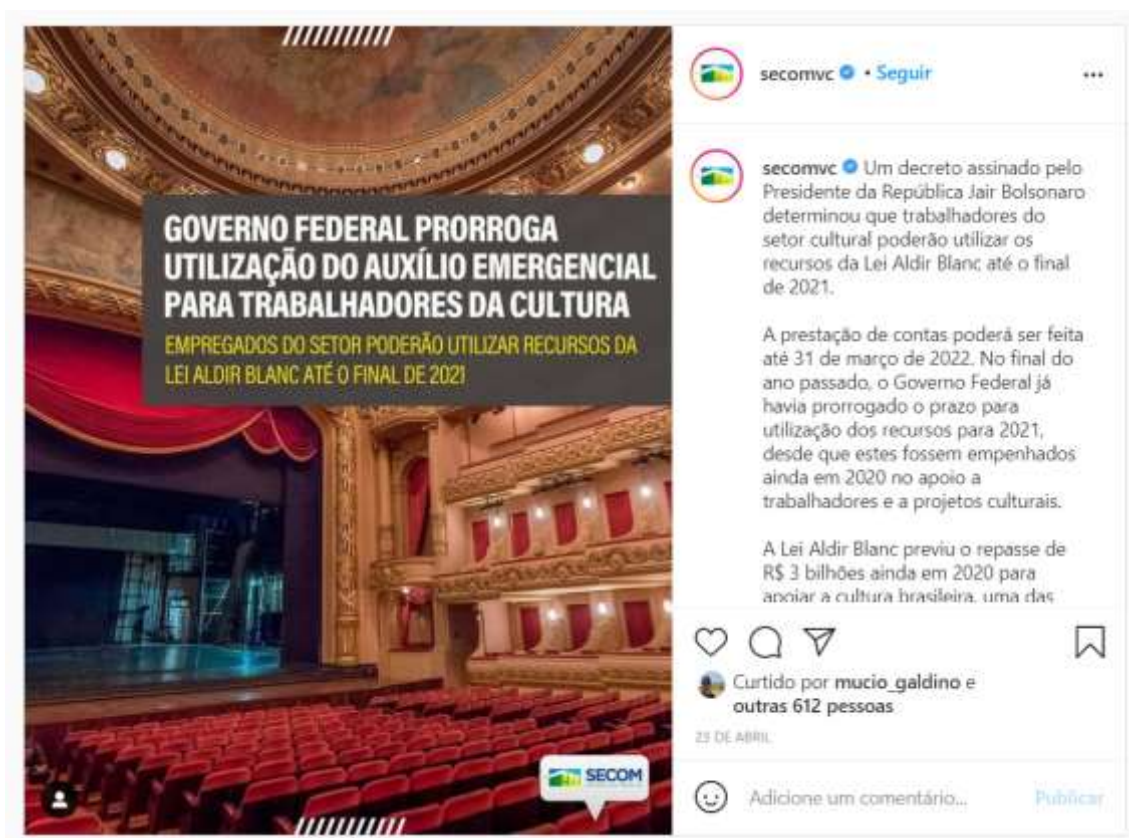 GOVERNO FEDERAL PRORROGA
UTILIZAÇÃO DO AUXÍLIO EMERGENCIAL
PARA TRABALHADORES DA CULTURA
EMPREGADOS DO SETOR PODERÃO UTILIZAR RECURSOS DA
LEI ALDIR BLANC ATÉ O FINAL DE 2021
SECOM
secomvc • Seguir
secomvc Um decreto assinado pelo
Presidente da República Jair Bolsonaro
determinou que trabalhadores do
setor cultural poderão utilizar os
recursos da Lei Aldir Blanc até o final
de 2021.
A prestação de contas poderá ser feita
até 31 de março de 2022. No final do
ano passado, o Governo Federal já
havia prorrogado o prazo para
utilização dos recursos para 2021,
desde que estes fossem empenhados
ainda em 2020 no apoio a
trabalhadores e a projetos culturais.
A Lei Aldir Blanc previu o repasse de
R$ 3 bilhões ainda em 2020 para
apoiar a cultura brasileira, uma das
Curtido por mucio_galdino e
outras 612 pessoas
23 DE ABRIL
Adicione um comentário... Publicar